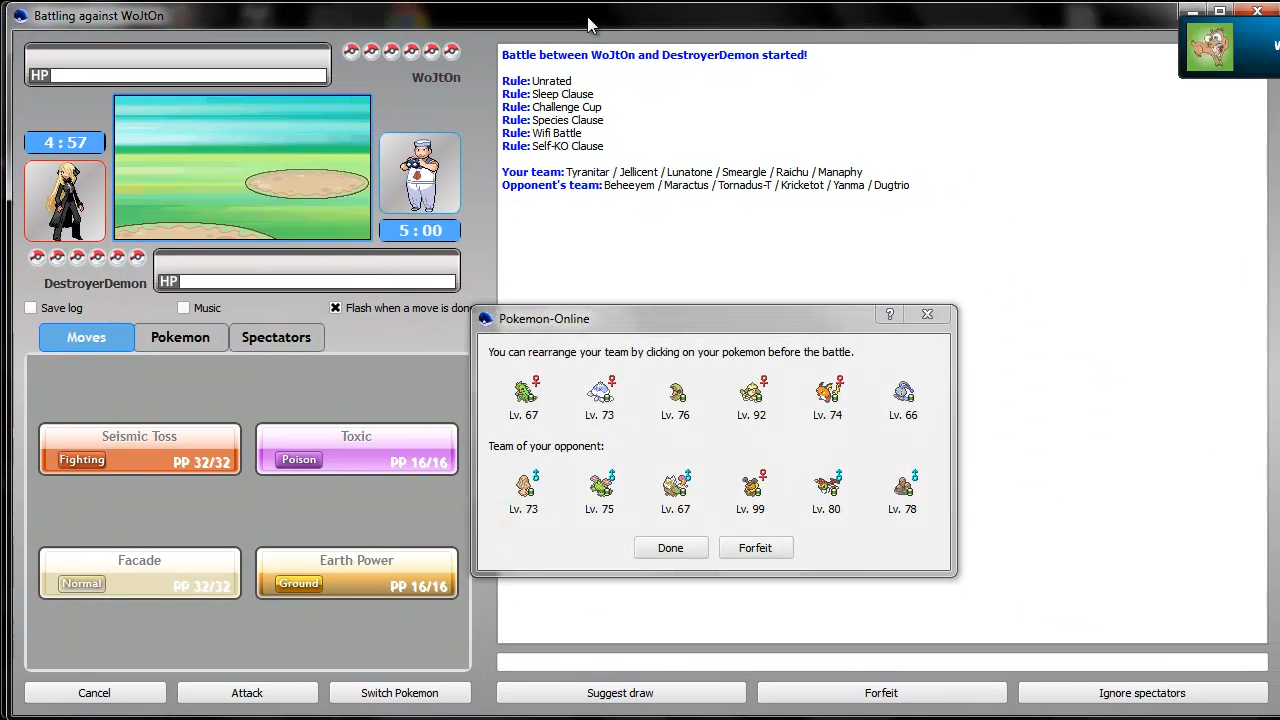 Battling against WoJtOn
HP
WoJtOn
4:57
5:00
DestroyerDemon
HP
Save log
Music
Flash when a move is done
Moves
Pokemon
Spectators
Seismic Toss
Fighting
PP 32/32
Toxic
Poison
PP 16/16
Facade
Normal
PP 32/32
Earth Power
Ground
PP 16/16
Cancel
Attack
Switch Pokemon
Battle between WoJtOn and DestroyerDemon started!
Rule: Unrated
Rule: Sleep Clause
Rule: Challenge Cup
Rule: Species Clause
Rule: Wifi Battle
Rule: Self-KO Clause
Your team: Tyranitar / Jellicent / Lunatone / Smeargle / Raichu / Manaphy
Opponent's team: Beheeyem / Maractus / Tornadus-T / Kricketot / Yanma / Dugtrio
Pokemon-Online
You can rearrange your team by clicking on your pokemon before the battle.
Lv. 67
Lv. 73
Lv. 76
Lv. 92
Lv. 74
Lv. 66
Team of your opponent:
Lv. 73
Lv. 75
Lv. 67
Lv. 99
Lv. 80
Lv. 78
Done
Forfeit
Suggest draw
Forfeit
Ignore spectators